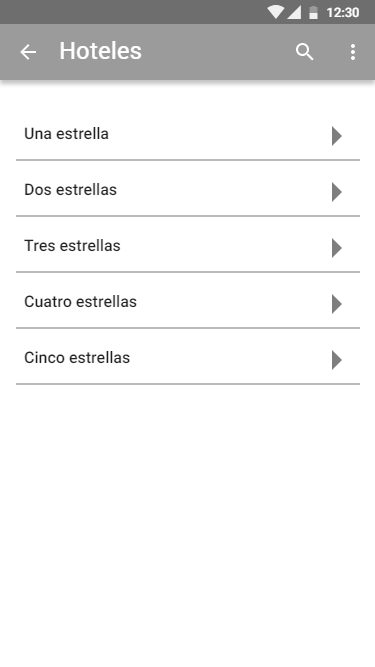 12:30
Hoteles
Una estrella
Dos estrellas
Tres estrellas
Cuatro estrellas
Cinco estrellas